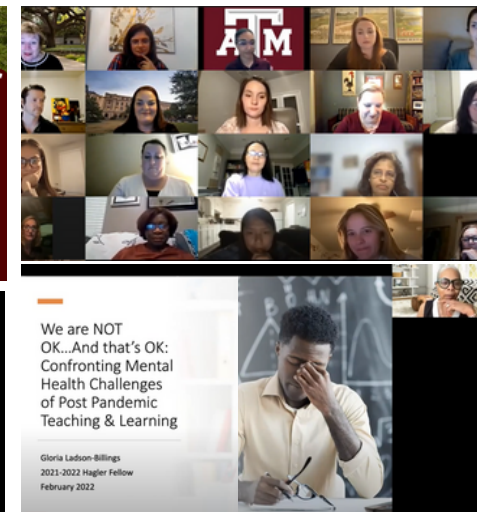 ATM
We are NOT
OK...And that's OK:
Confronting Mental
Health Challenges
of Post Pandemic
Teaching & Learning
Gloria Ladson-Billings
2021-2022 Hagler Fellow
February 2022